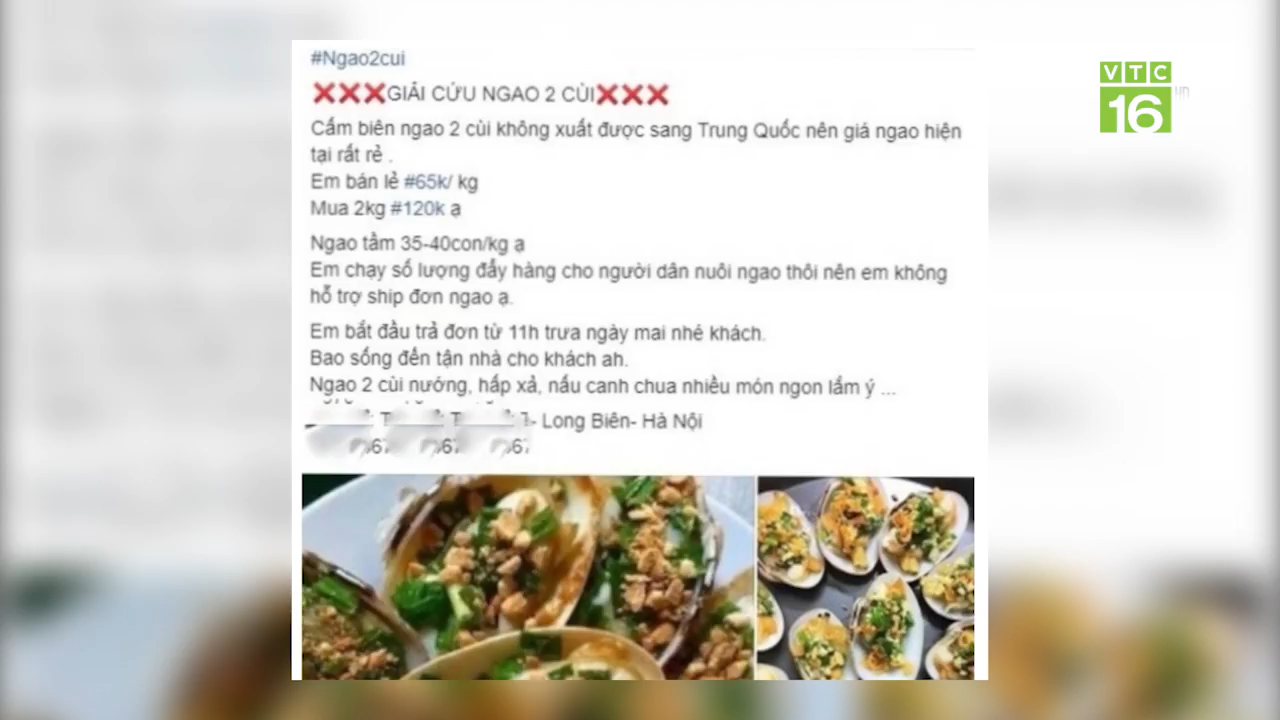 #Ngao2cui
❌❌❌GIẢI CỨU NGAO 2 CÙI❌❌❌
Cấm biên ngao 2 cùi không xuất được sang Trung Quốc nên giá ngao hiện
tại rất rẻ .
Em bán lẻ #65k/ kg
Mua 2kg #120k ạ
Ngao tầm 35-40con/kg ạ
Em chạy số lượng đẩy hàng cho người dân nuôi ngao thôi nên em không
hỗ trợ ship đơn ngao ạ.
Em bắt đầu trả đơn từ 11h trưa ngày mai nhé khách.
Bao sống đến tận nhà cho khách ah.
Ngao 2 cùi nướng, hấp xả, nấu canh chua nhiều món ngon lắm ý ...
- Long Biên- Hà Nội
VTC
16